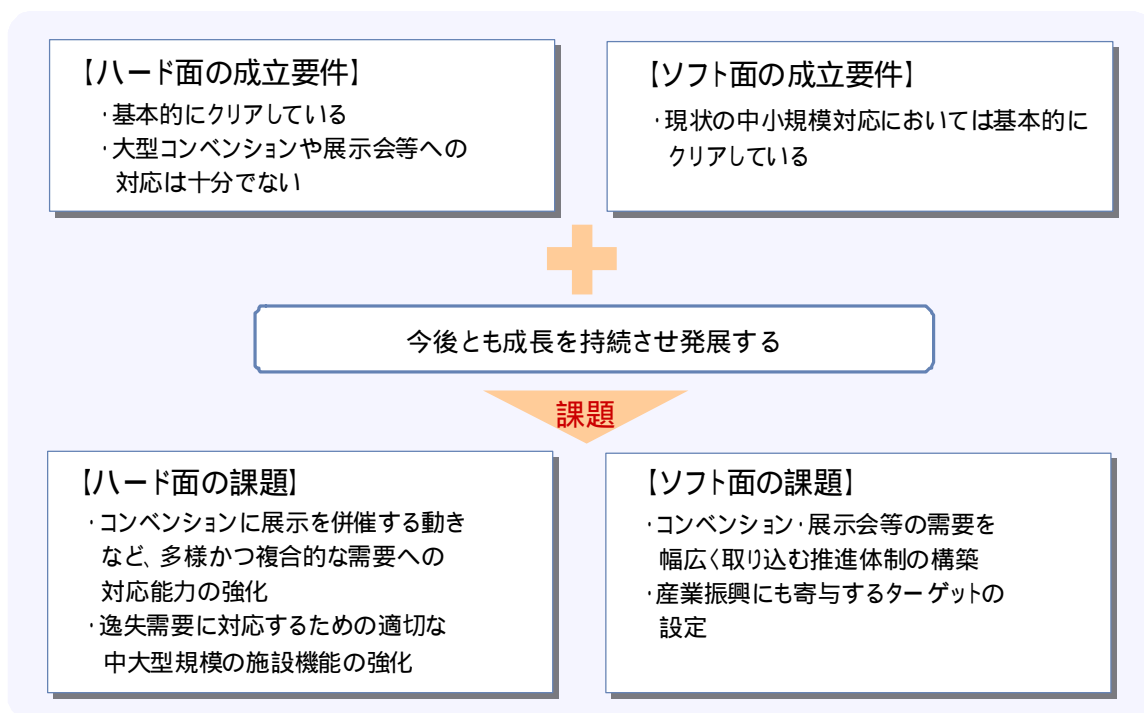 【ハード面の成立要件】
・基本的にクリアしている
・大型コンベンションや展示会等への
対応は十分でない
【ソフト面の成立要件】
・現状の中小規模対応においては基本的に
クリアしている
今後とも成長を持続させ発展する
課題
【ハード面の課題】
・コンベンションに展示を併催する動き
など、多様かつ複合的な需要への
対応能力の強化
・逸失需要に対応するための適切な
中大型規模の施設機能の強化
【ソフト面の課題】
・コンベンション・展示会等の需要を
幅広く取り込む推進体制の構築
・産業振興にも寄与するターゲットの
設定